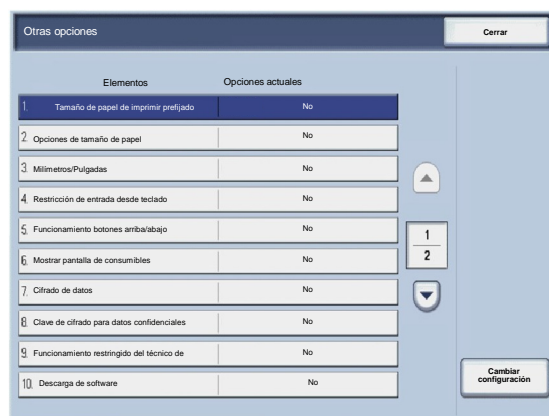 Otras opciones
Cerrar
Elementos Opciones actuales
1. Tamaño de papel de imprimir prefijado No
2. Opciones de tamaño de papel No
3. Milímetros/Pulgadas No
4. Restricción de entrada desde teclado No
5. Funcionamiento botones arriba/abajo No
6. Mostrar pantalla de consumibles No
7. Cifrado de datos No
8. Clave de cifrado para datos confidenciales No
9. Funcionamiento restringido del técnico de No
10. Descarga de software No
1
2
Cambiar
configuración